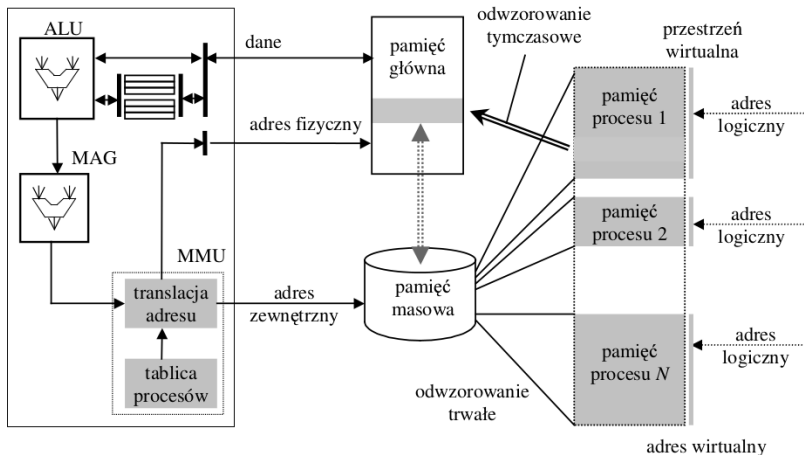 ALU
dane
pamięć
główna
odwzorowanie
tymczasowe
przestrzeń
wirtualna
pamięć
procesu 1
adres
logiczny
adres fizyczny
MAG
pamięć
procesu 2
adres
logiczny
MMU
translacja
adresu
adres
zewnętrzny
pamięć
masowa
pamięć
procesu N
adres
logiczny
tablica
procesów
odwzorowanie
trwałe
adres wirtualny